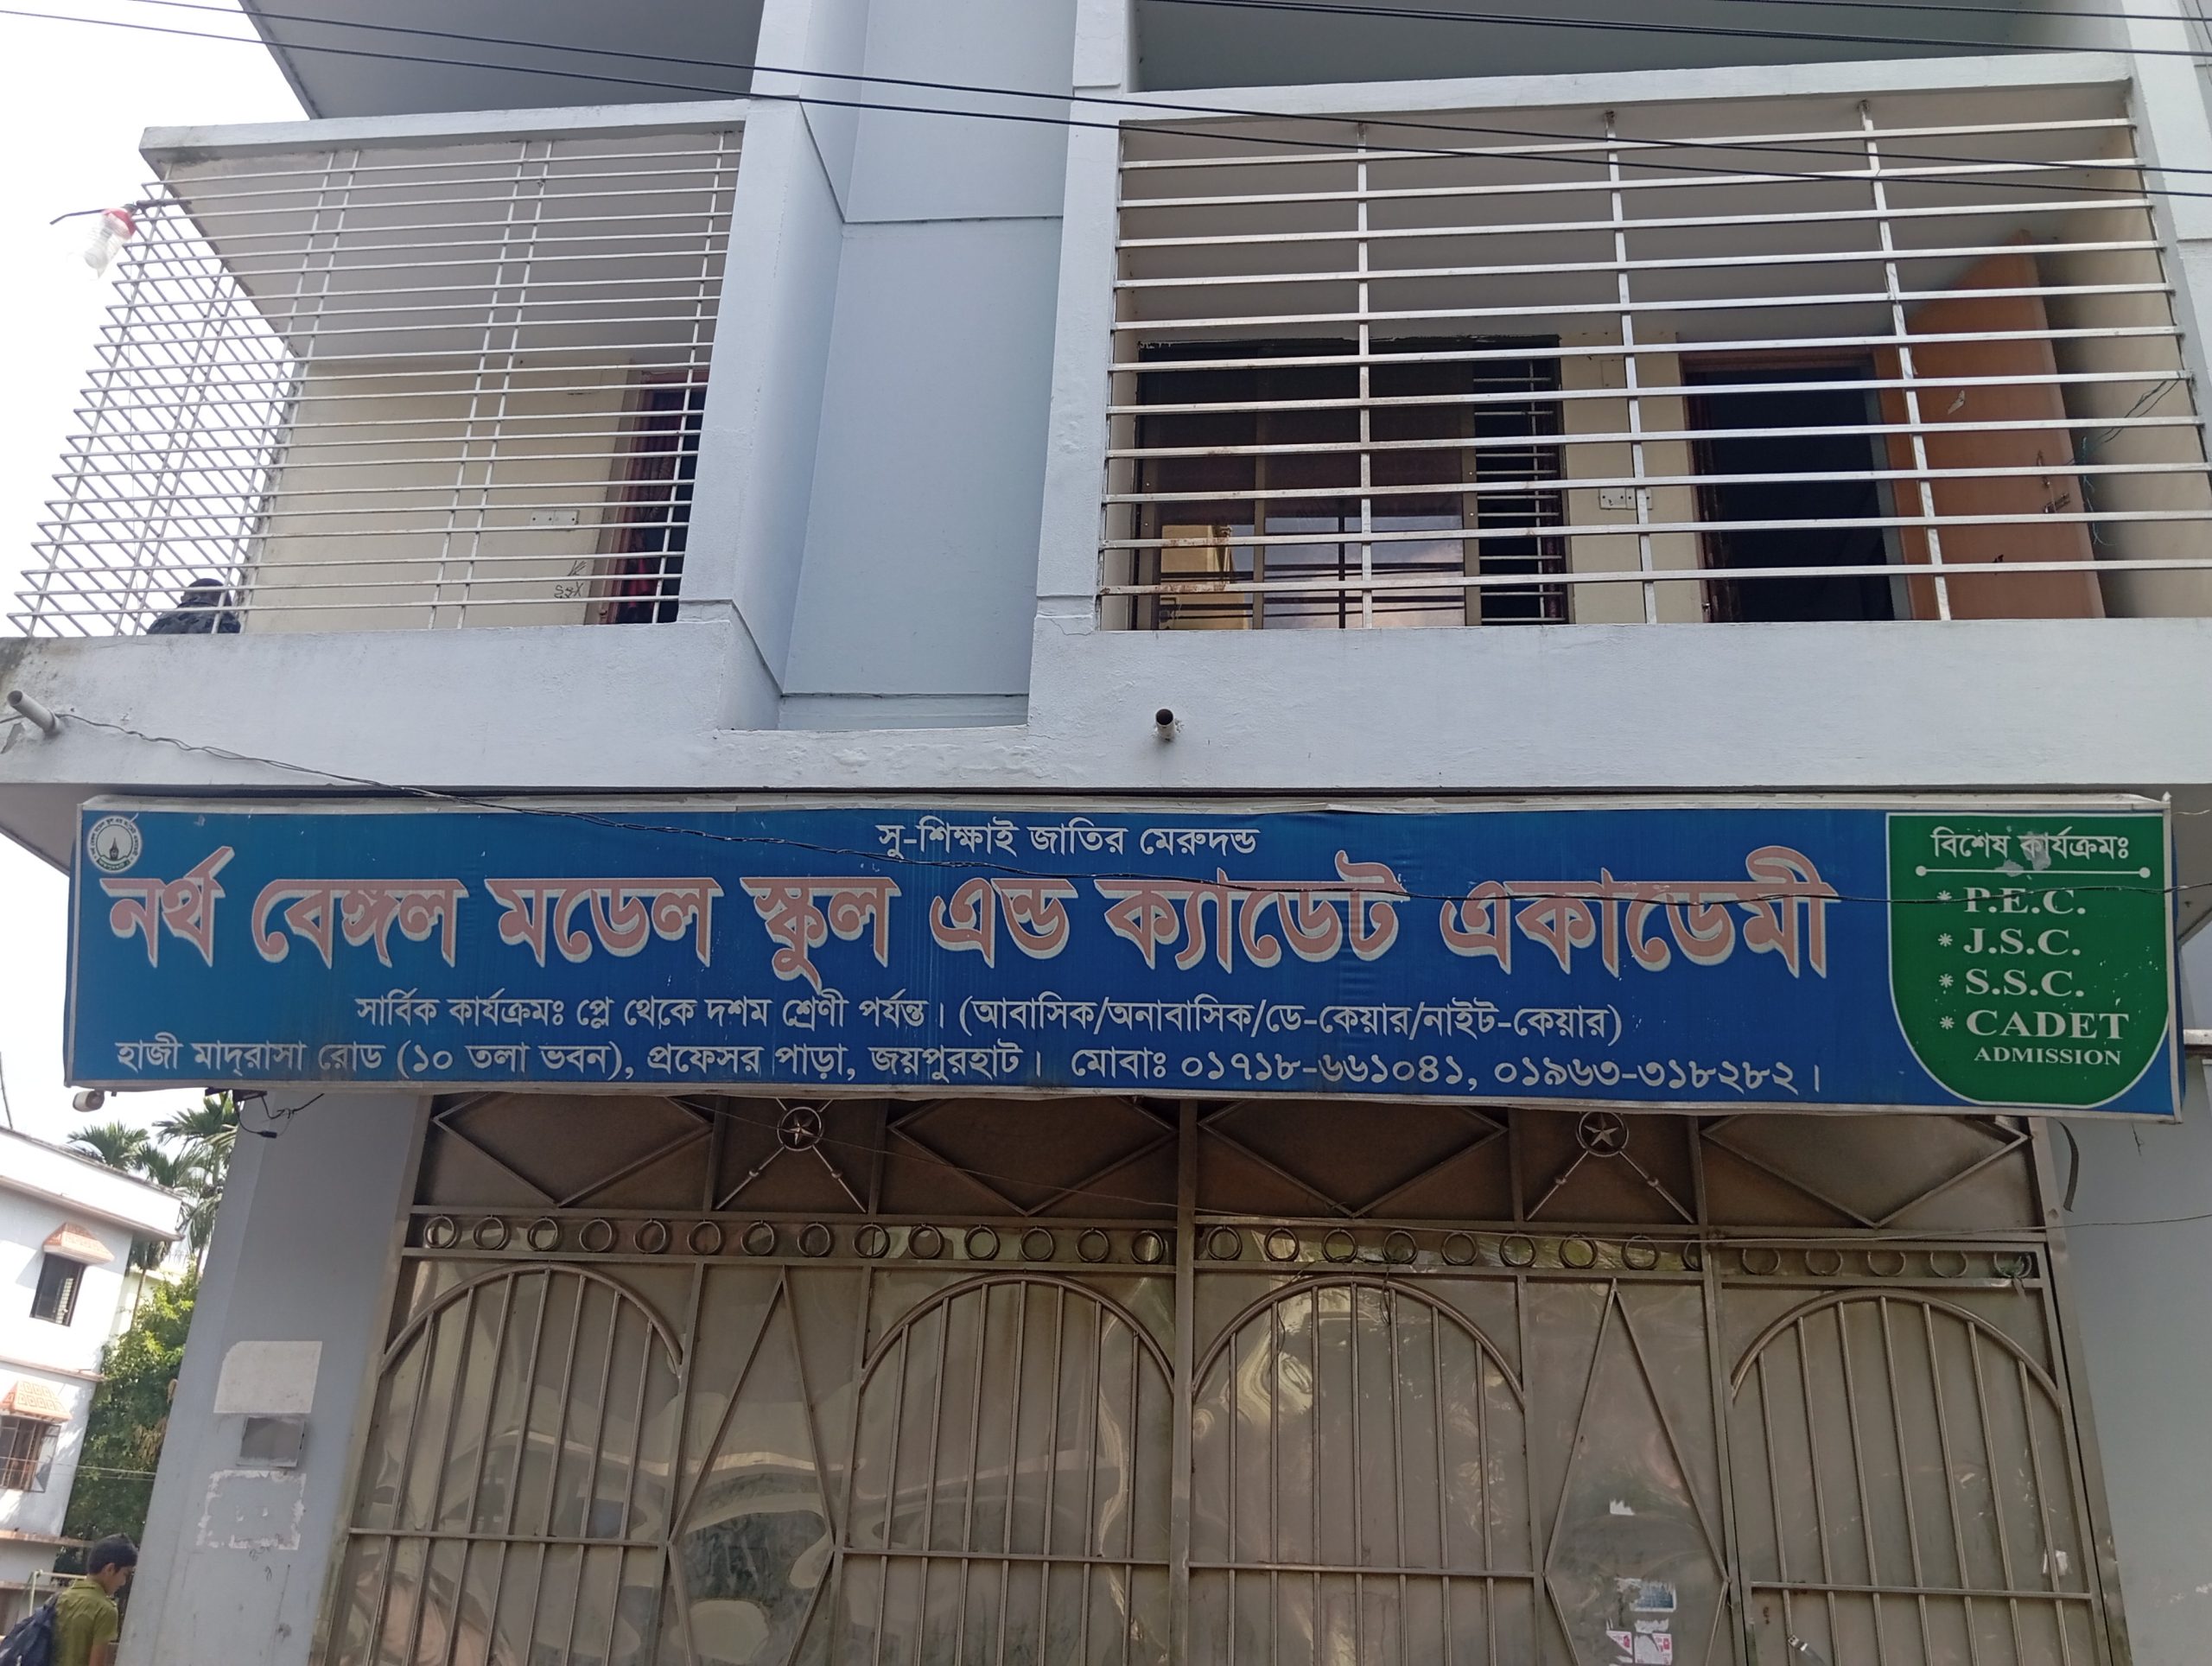 সু-শিক্ষাই জাতির মেরুদন্ড
নর্থ বেঙ্গল মডেল স্কুল এন্ড ক্যাডেট একাডেমী
সার্বিক কার্যক্রমঃ প্লে থেকে দশম শ্রেণী পর্যন্ত। (আবাসিক/অনাবাসিক/ডে-কেয়ার/নাইট-কেয়ার)
হাজী মাদ্‌রাসা রোড (১০ তলা ভবন), প্রফেসর পাড়া, জয়পুরহাট। মোবাঃ ০১৭১৮-৬৬১০৪১, ০১৯৬৩-৩১৮২৮২।
বিশেষ কার্যক্রমঃ
* P.E.C.
* J.S.C.
* S.S.C.
* CADET
ADMISSION